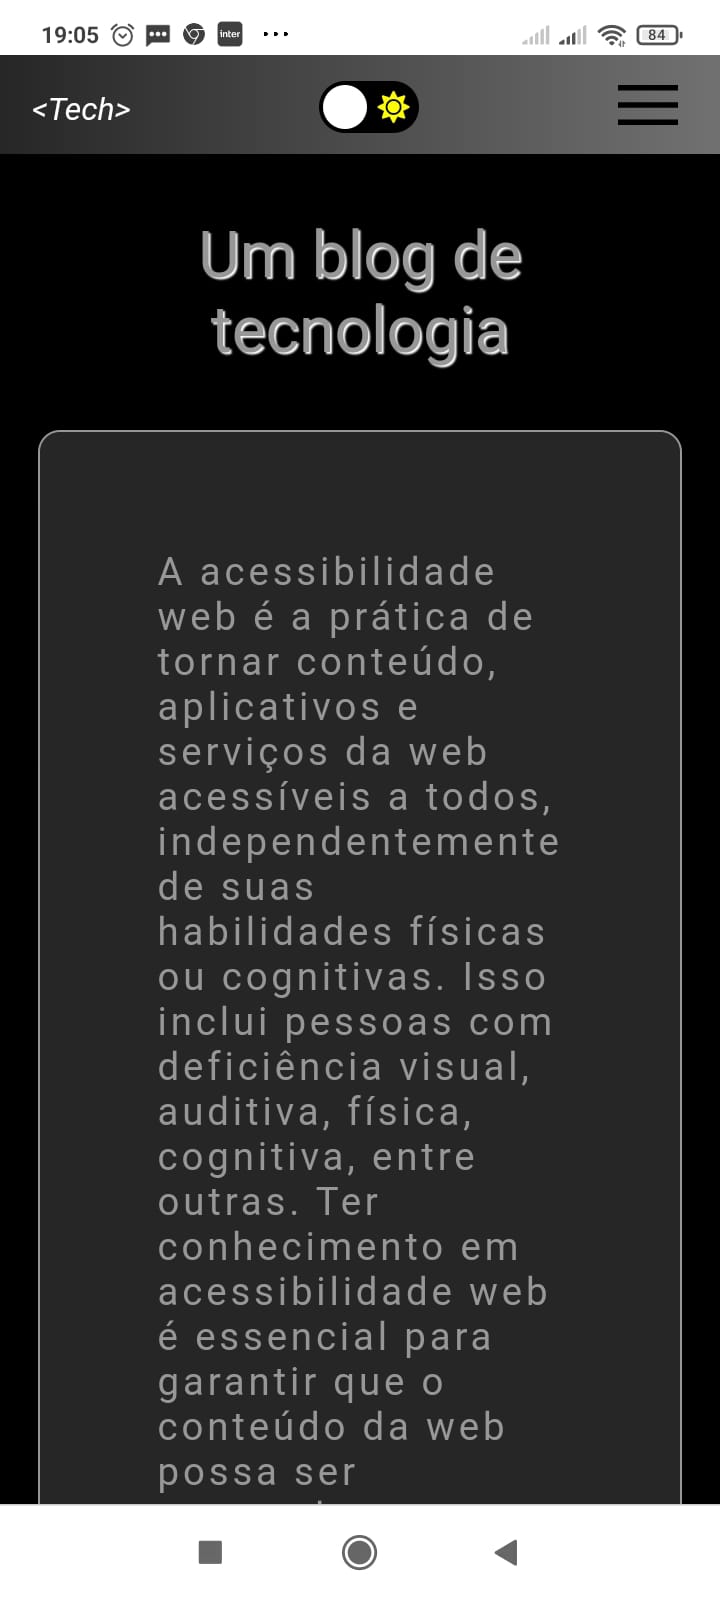 19:05
inter
84
<Tech>
Um blog de
tecnologia
A acessibilidade
web é a prática de
tornar conteúdo,
aplicativos e
serviços da web
acessíveis a todos,
independentemente
de suas
habilidades físicas
ou cognitivas. Isso
inclui pessoas com
deficiência visual,
auditiva, física,
cognitiva, entre
outras. Ter
conhecimento em
acessibilidade web
é essencial para
garantir que o
conteúdo da web
possa ser